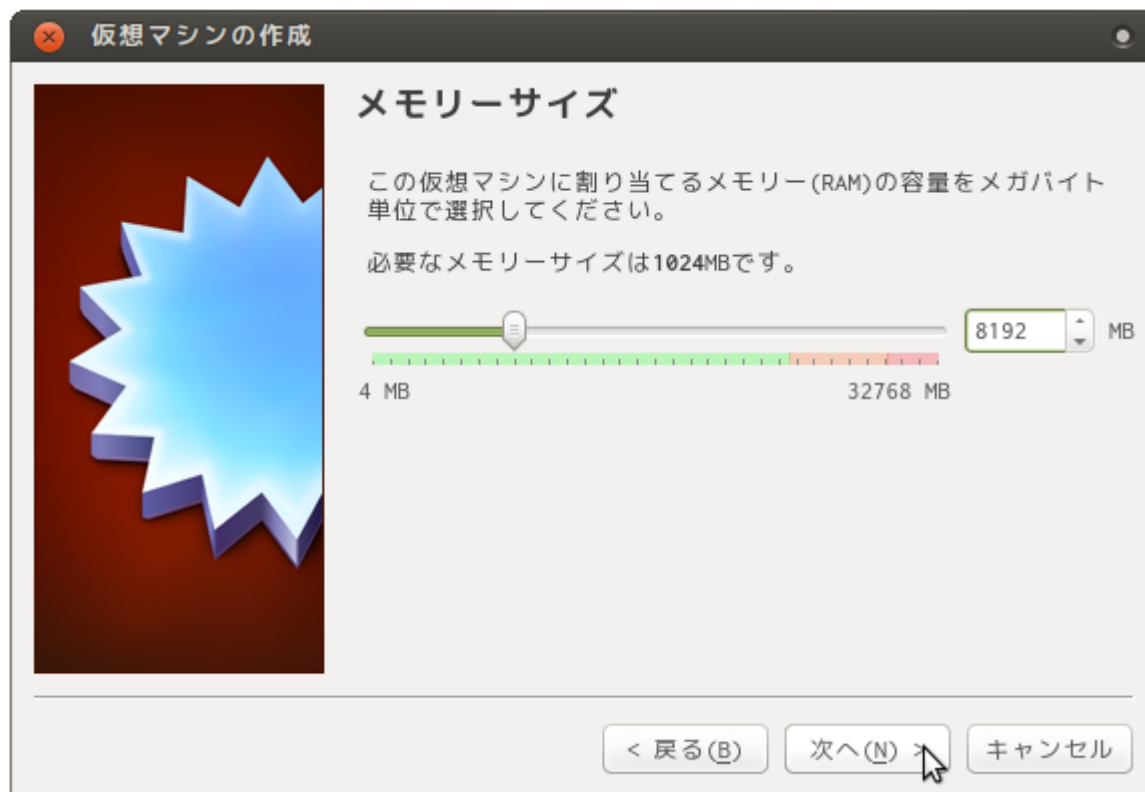 仮想マシンの作成
メモリーサイズ
この仮想マシンに割り当てるメモリー(RAM)の容量をメガバイト
単位で選択してください。
必要なメモリーサイズは1024MBです。
8192 MB
4 MB 32768 MB
< 戻る(B) 次へ(N) > キャンセル